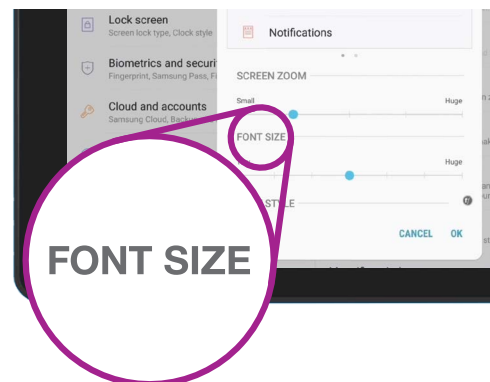 Lock screen
Screen lock type, Clock style
Biometrics and securi
Fingerprint, Samsung Pass, Fi
Cloud and accounts
Samsung Cloud, Backup
Notifications
SCREEN ZOOM
Small Huge
FONT SIZE
Huge
STYLE
CANCEL OK
FONT SIZE